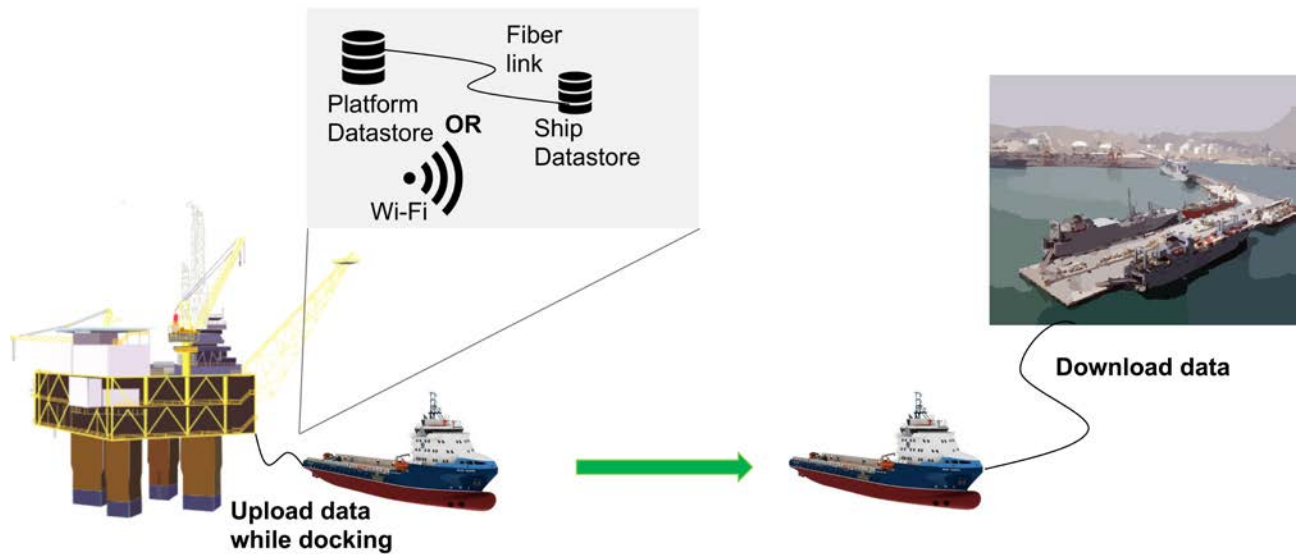 Fiber
link
Platform
Datastore
OR
Ship
Datastore
Wi-Fi
Download data
Upload data
while docking